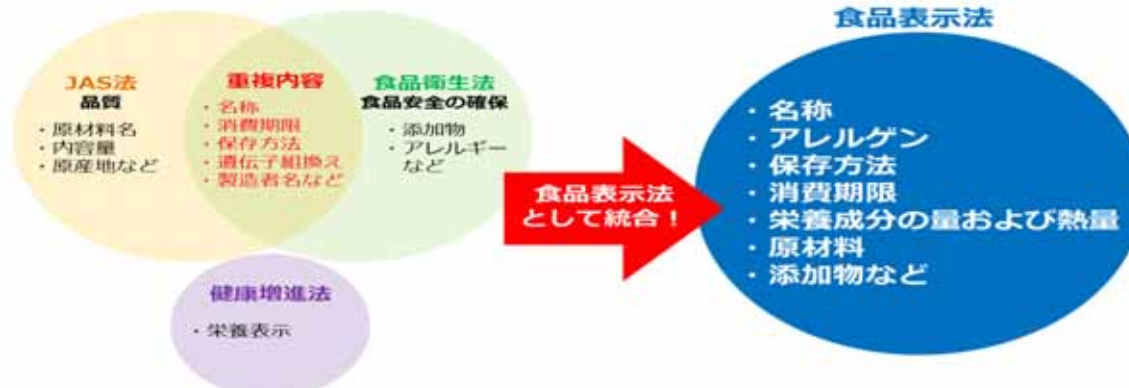 JAS法
品質
・原材料名
・内容量
・原産地など
重複内容
・名称
・消費期限
・保存方法
・遺伝子組換え
・製造者名など
食品衛生法
食品安全の確保
・添加物
・アレルギー
など
健康増進法
・栄養表示
食品表示法
として統合！
食品表示法
・名称
・アレルゲン
・保存方法
・消費期限
・栄養成分の量および熱量
・原材料
・添加物など